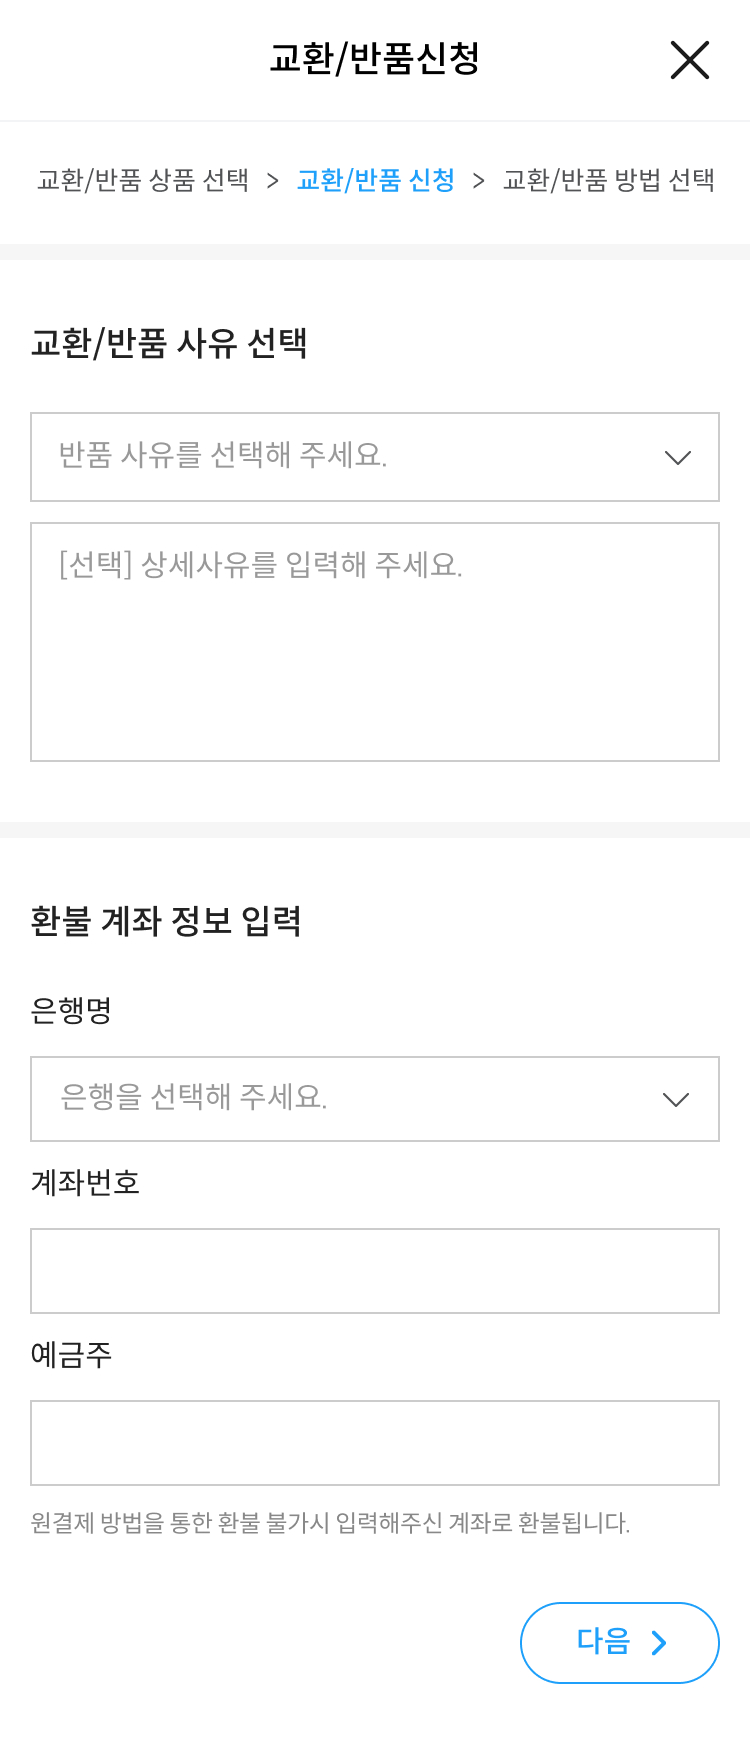 교환/반품신청
교환/반품 상품 선택 > 교환/반품 신청 > 교환/반품 방법 선택
교환/반품 사유 선택
반품 사유를 선택해 주세요.
[선택] 상세사유를 입력해 주세요.
환불 계좌 정보 입력
은행명
은행을 선택해 주세요.
계좌번호
예금주
원결제 방법을 통한 환불 불가시 입력해주신 계좌로 환불됩니다.
다음